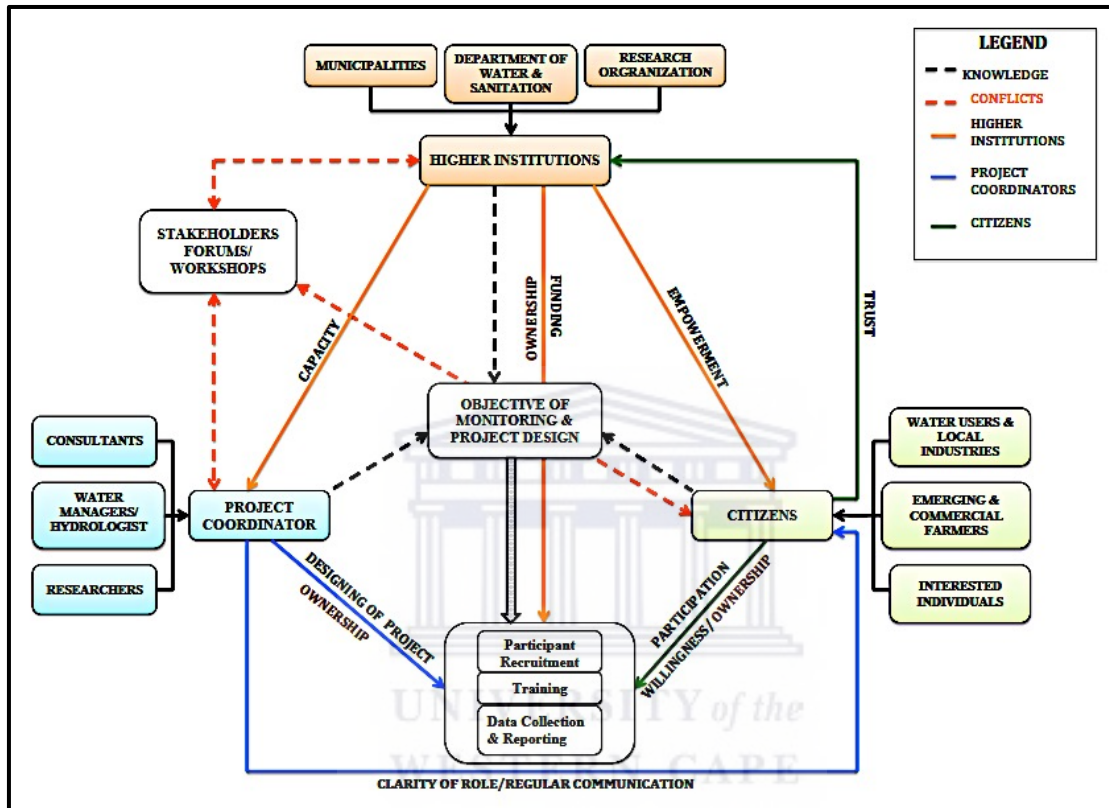 MUNICIPALITIES
DEPARTMENT OF
WATER &
SANITATION
RESEARCH
ORGRANIZATION
LEGEND
KNOWLEDGE
CONFLICTS
HIGHER
INSTITUTIONS
PROJECT
COORDINATORS
CITIZENS
HIGHER INSTITUTIONS
STAKEHOLDERS
FORUMS/
WORKSHOPS
CAPACITY
OWNERSHIP
FUNDING
EMPOWERMENT
TRUST
OBJECTIVE OF
MONITORING &
PROJECT DESIGN
CONSULTANTS
WATER
MANAGERS/
HYDROLOGIST
RESEARCHERS
PROJECT
COORDINATOR
CITIZENS
WATER USERS &
LOCAL
INDUSTRIES
EMERGING &
COMMERCIAL
FARMERS
INTERESTED
INDIVIDUALS
DESIGNING OF PROJECT
OWNERSHIP
PARTICIPATION
WILLINGNESS/OWNERSHIP
Participant
Recruitment
Training
Data Collection
& Reporting
UNIVERSITY of the
WESTERN CAPE
CLARITY OF ROLE/REGULAR COMMUNICATION